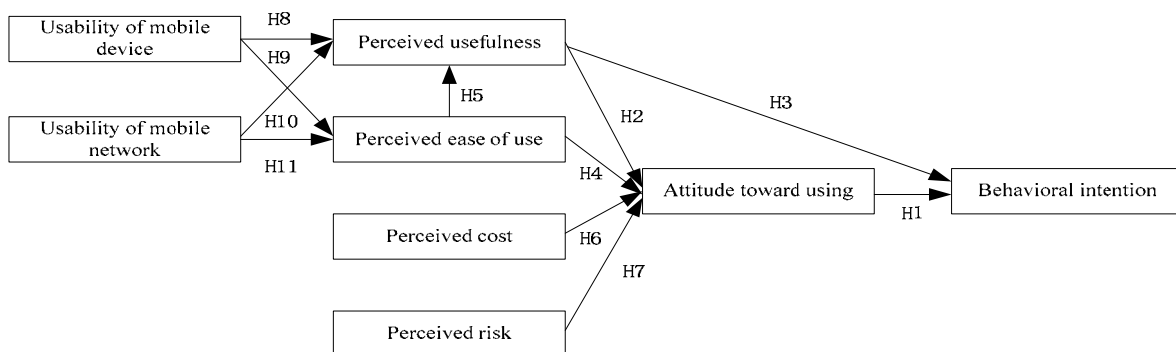 Usability of mobile
device
H8
Perceived usefulness
H9
H3
H5
H2
Usability of mobile
network
H10
Perceived ease of use
H11
H4
Attitude toward using
Behavioral intention
H1
Perceived cost
H6
H7
Perceived risk